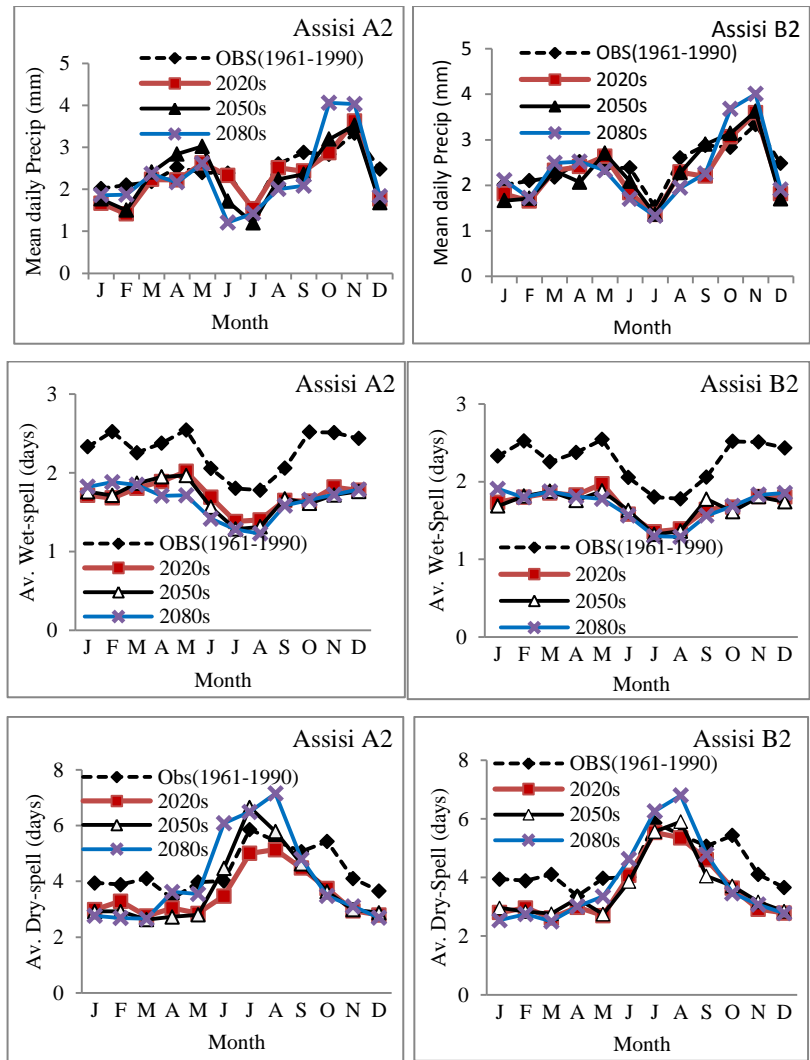 Assisi A2
OBS(1961-1990)
2020s
2050s
2080s
Mean daily Precip (mm)
5
4
3
2
1
0
J F M A M J J A S O N D
Month
Assisi B2
OBS(1961-1990)
2020s
2050s
2080s
Mean daily Precip (mm)
5
4
3
2
1
0
J F M A M J J A S O N D
Month
Assisi A2
OBS(1961-1990)
2020s
2050s
2080s
Av. Wet-spell (days)
3
2
1
0
J F M A M J J A S O N D
Month
Assisi B2
OBS(1961-1990)
2020s
2050s
2080s
Av. Wet-Spell (days)
3
2
1
0
J F M A M J J A S O N D
Month
Assisi A2
Obs(1961-1990)
2020s
2050s
2080s
Av. Dry-spell (days)
8
6
4
2
0
J F M A M J J A S O N D
Month
Assisi B2
OBS(1961-1990)
2020s
2050s
2080s
Av. Dry-Spell (days)
8
6
4
2
0
J F M A M J J A S O N D
Month